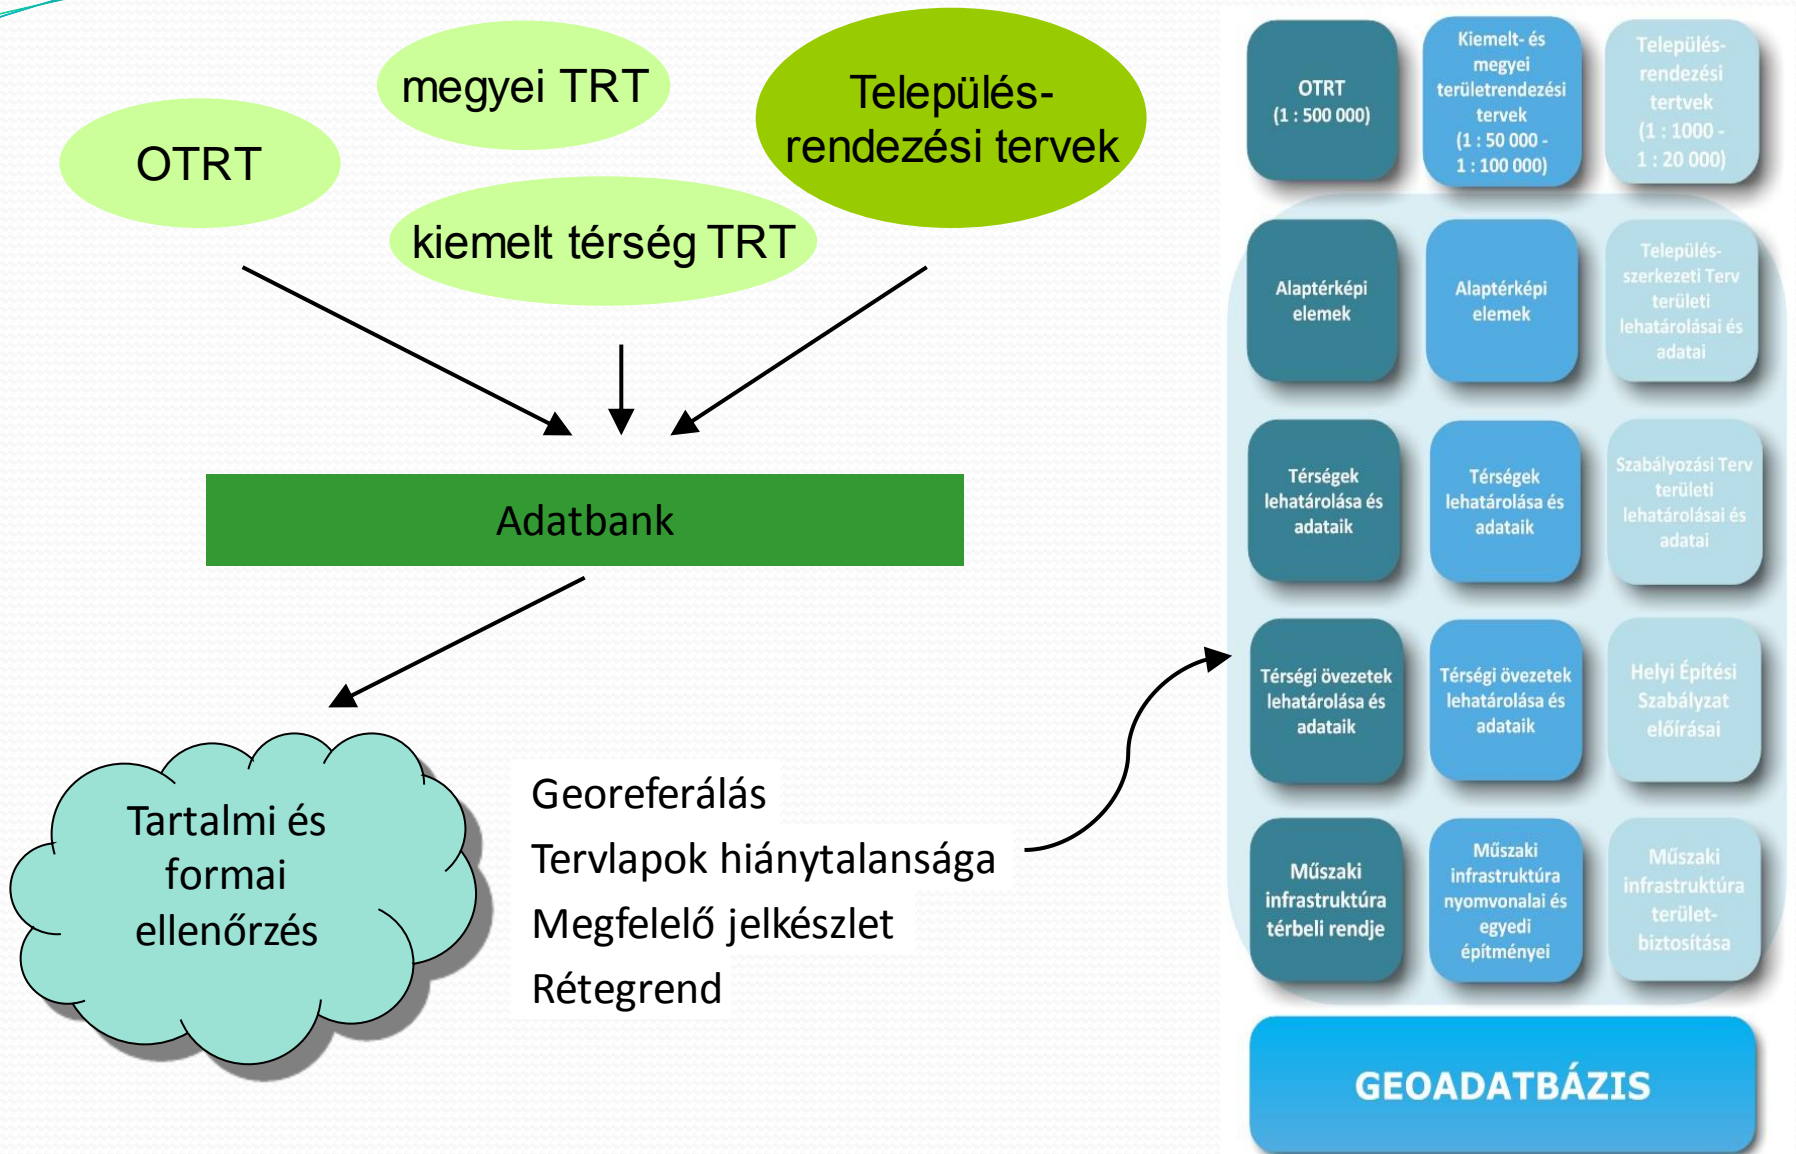 OTRT
megyei TRT
kiemelt térség TRT
Település-
rendezési tervek
Adatbank
Tartalmi és
formai
ellenőrzés
Georeferálás
Tervlapok hiánytalansága
Megfelelő jelkészlet
Rétegrend
OTRT
(1 : 500 000)
Kiemelt- és
megyei
területrendezési
tervek
(1 : 50 000 -
1 : 100 000)
Település-
rendezési
tertvek
(1 : 1000 -
1 : 20 000)
Alaptérképi
elemek
Alaptérképi
elemek
Település-
szerkezeti Terv
területi
lehatárolásai és
adatai
Térségek
lehatárolása és
adataik
Térségek
lehatárolása és
adataik
Szabályozási Terv
területi
lehatárolásai és
adatai
Térségi övezetek
lehatárolása és
adataik
Térségi övezetek
lehatárolása és
adataik
Helyi Építési
Szabályzat
előírásai
Műszaki
infrastruktúra
térbeli rendje
Műszaki
infrastruktúra
nyomvonalai és
egyedi
építményei
Műszaki
infrastruktúra
terület-
biztosítása
GEOADATBÁZIS